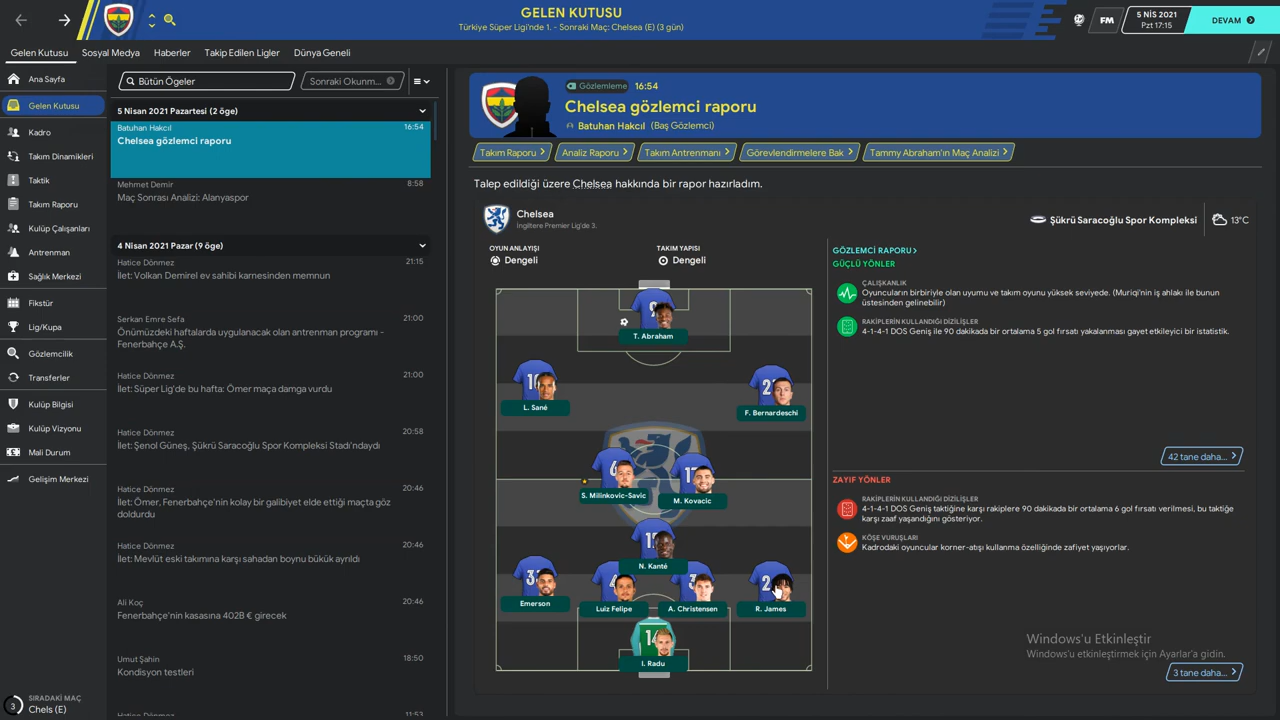 GELEN KUTUSU
Türkiye Süper Ligi'nde 1. - Sonraki Maç: Chelsea (E) (3 gün)
FM
5 NİS 2021
Pzt 17:15
DEVAM
Gelen Kutusu
Sosyal Medya
Haberler
Takip Edilen Ligler
Dünya Geneli
Ana Sayfa
Gelen Kutusu
Kadro
Takım Dinamikleri
Taktik
Takım Raporu
Kulüp Çalışanları
Antrenman
Sağlık Merkezi
Fikstür
Lig/Kupa
Gözlemcilik
Transferler
Kulüp Bilgisi
Kulüp Vizyonu
Mali Durum
Gelişim Merkezi
3
SIRADAKİ MAÇ
Chels (E)
Bütün Ögeler
Sonraki Okunm...
5 Nisan 2021 Pazartesi (2 öge)
Batuhan Hakcıl 16:54
Chelsea gözlemci raporu
Mehmet Demir 8:58
Maç Sonrası Analizi: Alanyaspor
4 Nisan 2021 Pazar (9 öge)
Hatice Dönmez 21:15
İlet: Volkan Demirel ev sahibi karnesinden memnun
Serkan Emre Sefa 21:00
Önümüzdeki haftalarda uygulanacak olan antrenman programı -
Fenerbahçe A.Ş.
Hatice Dönmez 21:00
İlet: Süper Lig'de bu hafta: Ömer maça damga vurdu
Hatice Dönmez 20:58
İlet: Şenol Güneş, Şükrü Saracoğlu Spor Kompleksi Stadı'ndaydı
Hatice Dönmez 20:46
İlet: Ömer, Fenerbahçe'nin kolay bir galibiyet elde ettiği maçta göz
doldurdu
Hatice Dönmez 20:46
İlet: Mevlüt eski takımına karşı sahadan boynu bükük ayrıldı
Ali Koç 20:46
Fenerbahçe'nin kasasına 402B € girecek
Umut Şahin 18:50
Kondisyon testleri
Hatice Dönmez 11:53
Gözlemleme 16:54
Chelsea gözlemci raporu
Batuhan Hakcıl (Baş Gözlemci)
Takım Raporu
Analiz Raporu
Takım Antrenmanı
Görevlendirmelere Bak
Tammy Abraham'ın Maç Analizi
Talep edildiği üzere Chelsea hakkında bir rapor hazırladım.
Chelsea
İngiltere Premier Lig'de 3.
Şükrü Saracoğlu Spor Kompleksi
13°C
OYUN ANLAYIŞI
Dengeli
TAKIM YAPISI
Dengeli
9
T. Abraham
L. Sané
F. Bernardeschi
6
S. Milinkovic-Savic
M. Kovacic
N. Kanté
Emerson
Luiz Felipe
A. Christensen
R. James
I. Radu
GÖZLEMCİ RAPORU>
GÜÇLÜ YÖNLER
ÇALIŞKANLIK
Oyuncuların birbiriyle olan uyumu ve takım oyunu yüksek seviyede. (Muriqi'nin iş ahlakı ile bunun
üstesinden gelinebilir)
RAKİPLERİN KULLANDIĞI DİZİLİŞLER
4-1-4-1 DOS Geniş ile 90 dakikada bir ortalama 5 gol fırsatı yakalanması gayet etkileyici bir istatistik.
42 tane daha...
ZAYIF YÖNLER
RAKİPLERİN KULLANDIĞI DİZİLİŞLER
4-1-4-1 DOS Geniş taktiğine karşı rakiplere 90 dakikada bir ortalama 6 gol fırsatı verilmesi, bu taktiğe
karşı zaaf yaşandığını gösteriyor.
KÖŞE VURUŞLARI
Kadrodaki oyuncular korner-atışı kullanma özelliğinde zafiyet yaşıyorlar.
Windows'u Etkinleştir
Windows'u etkinleştirmek için Ayarlar'a gidin.
3 tane daha...